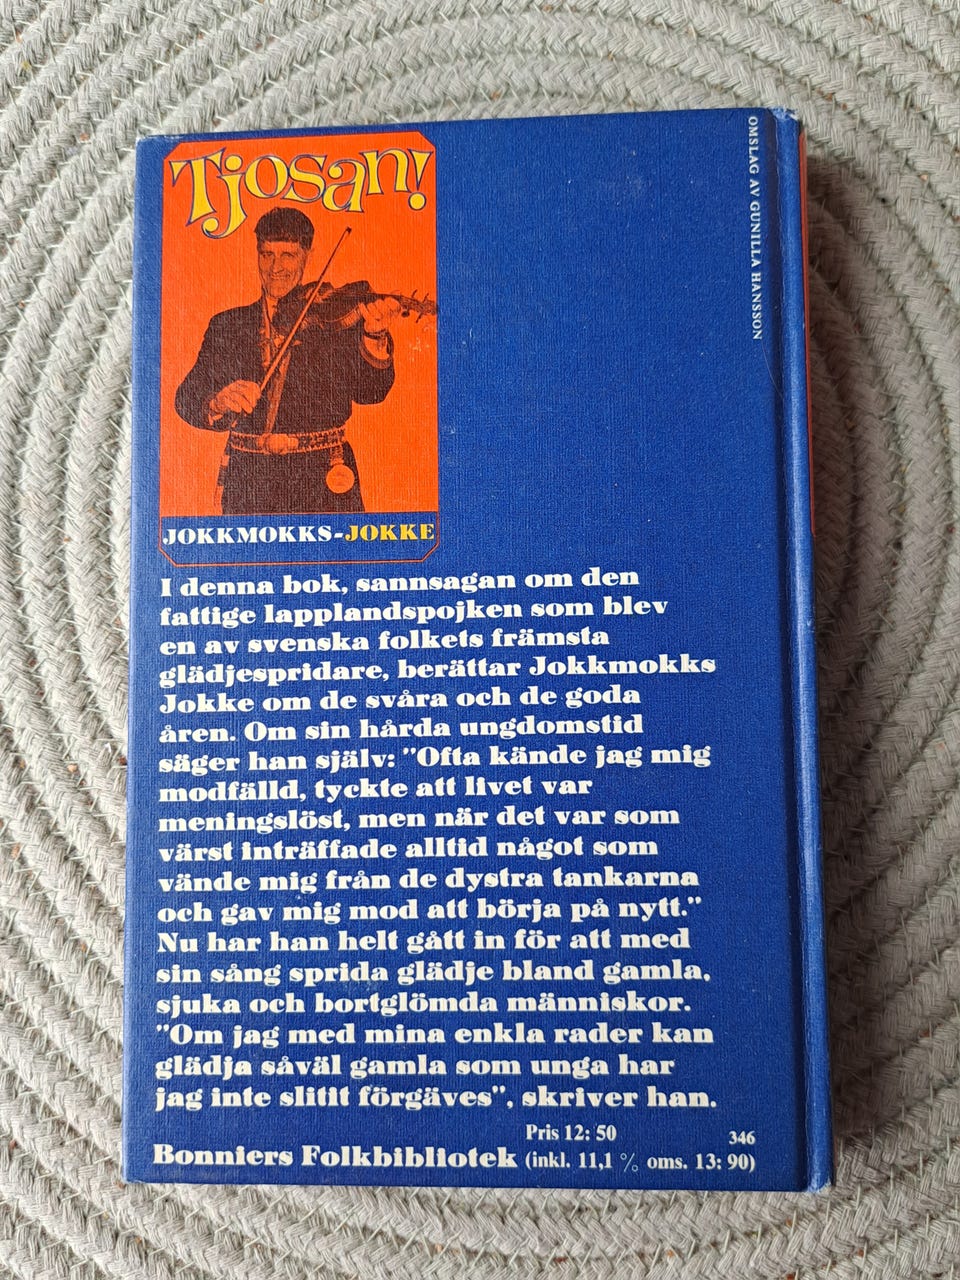 Tjosan!
JOKKMOKKS-JOKKE
OMSLAG AV GUNILLA HANSSON
I denna bok, sannsagan om den
fattige lapplandspojken som blev
en av svenska folkets främsta
glädjespridare, berättar Jokkmokks
Jokke om de svåra och de goda
åren. Om sin hårda ungdomstid
säger han själv: "Ofta kände jag mig
modfälld, tyckte att livet var
meningslöst, men när det var som
värst inträffade alltid något som
vände mig från de dystra tankarna
och gav mig mod att börja på nytt."
Nu har han helt gått in för att med
sin sång sprida glädje bland gamla,
sjuka och bortglömda människor.
"Om jag med mina enkla rader kan
glädja såväl gamla som unga har
jag inte slitit förgäves", skriver han.
Pris 12: 50 346
Bonniers Folkbibliotek (inkl. 11,1 % oms. 13: 90)